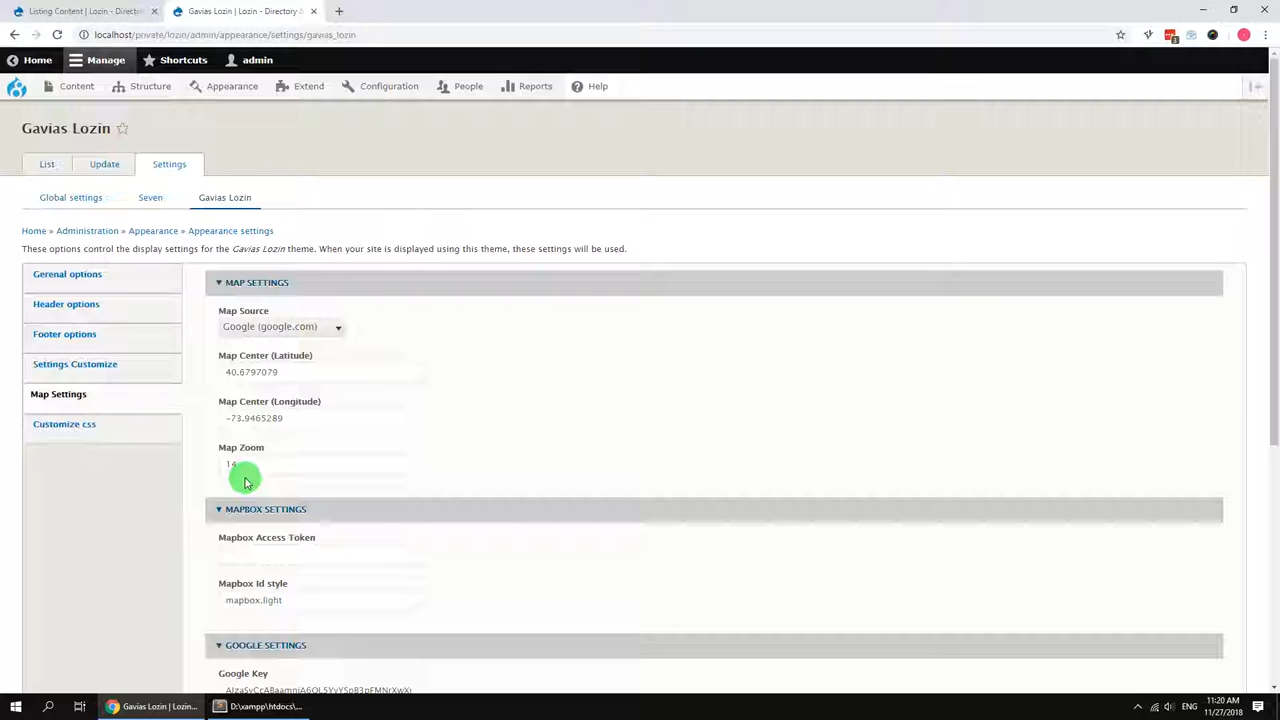 Listing Content | Lozin - Directo
Gavias Lozin | Lozin - Directory &
localhost/private/lozin/admin/appearance/settings/gavias_lozin
3
Home Manage Shortcuts admin
Content Structure Appearance Extend Configuration People Reports Help
Gavias Lozin
List Update Settings
Global settings Seven Gavias Lozin
Home » Administration » Appearance » Appearance settings
These options control the display settings for the Gavias Lozin theme. When your site is displayed using this theme, these settings will be used.
Gerenal options
Header options
Footer options
Settings Customize
Map Settings
Customize css
▼ MAP SETTINGS
Map Source
Google (google.com)
Map Center (Latitude)
40.6797079
Map Center (Longitude)
-73.9465289
Map Zoom
14
▼ MAPBOX SETTINGS
Mapbox Access Token
Mapbox Id style
mapbox.light
▼ GOOGLE SETTINGS
Google Key
Gavias Lozin | Lozin...
D:\xampp\htdocs\...
ENG
11:20 AM
11/27/2018